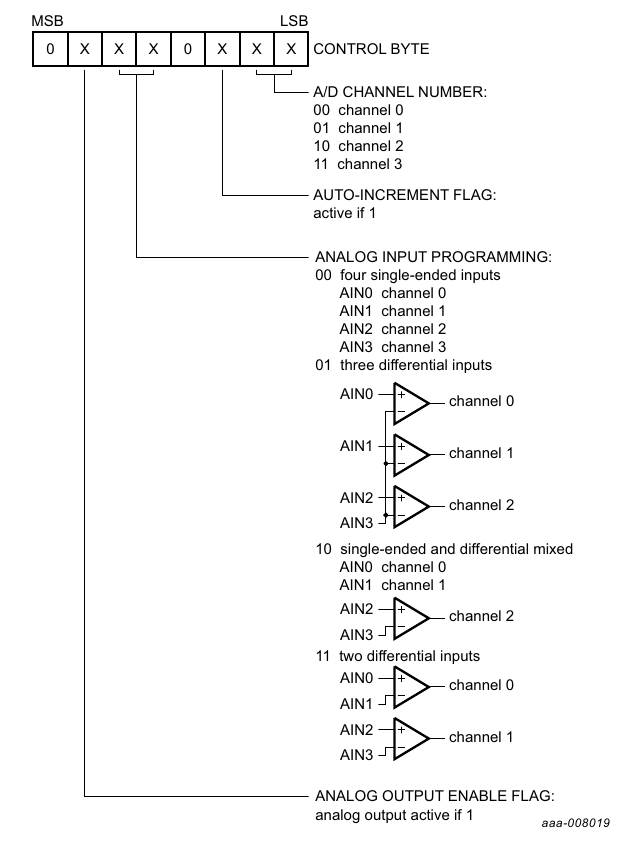 MSB LSB
0 X X X 0 X X X CONTROL BYTE
A/D CHANNEL NUMBER:
00 channel 0
01 channel 1
10 channel 2
11 channel 3
AUTO-INCREMENT FLAG:
active if 1
ANALOG INPUT PROGRAMMING:
00 four single-ended inputs
AIN0 channel 0
AIN1 channel 1
AIN2 channel 2
AIN3 channel 3
01 three differential inputs
AIN0 + − channel 0
AIN1 + − channel 1
AIN2 + − channel 2
AIN3
10 single-ended and differential mixed
AIN0 channel 0
AIN1 channel 1
AIN2 + channel 2
AIN3 −
11 two differential inputs
AIN0 + channel 0
AIN1 −
AIN2 + channel 1
AIN3 −
ANALOG OUTPUT ENABLE FLAG:
analog output active if 1
aaa-008019